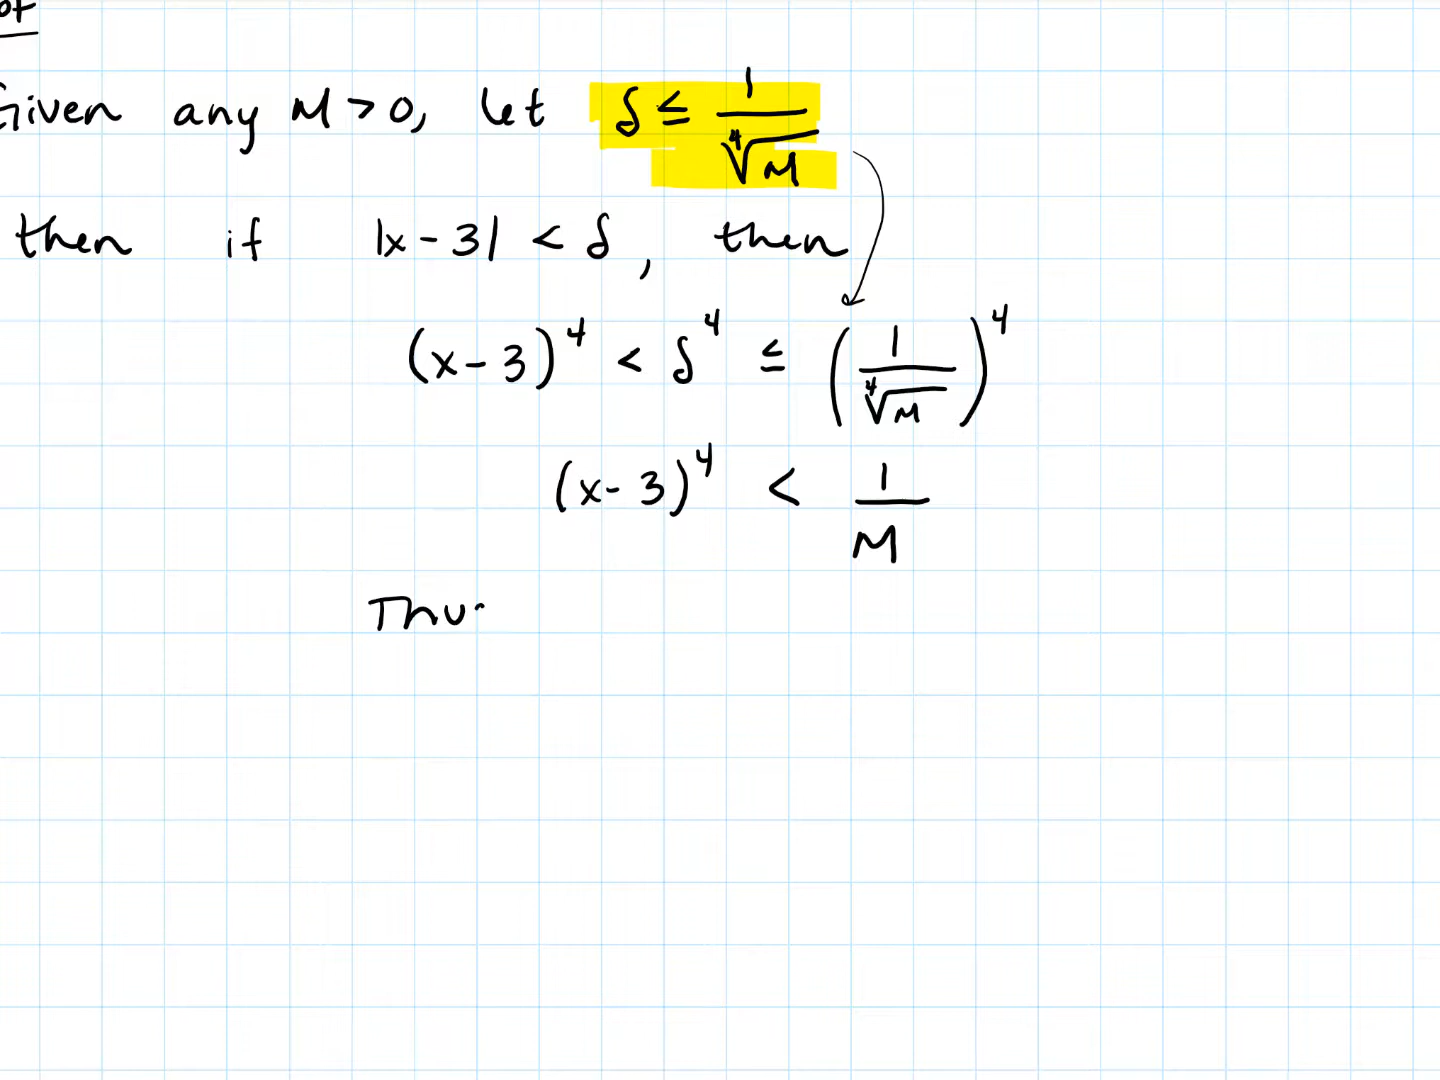 Given any M > 0, let δ ≤ 1/∜M
then if |x - 3| < δ, then
(x - 3)⁴ < δ⁴ ≤ (1/∜M)⁴
(x - 3)⁴ < 1/M